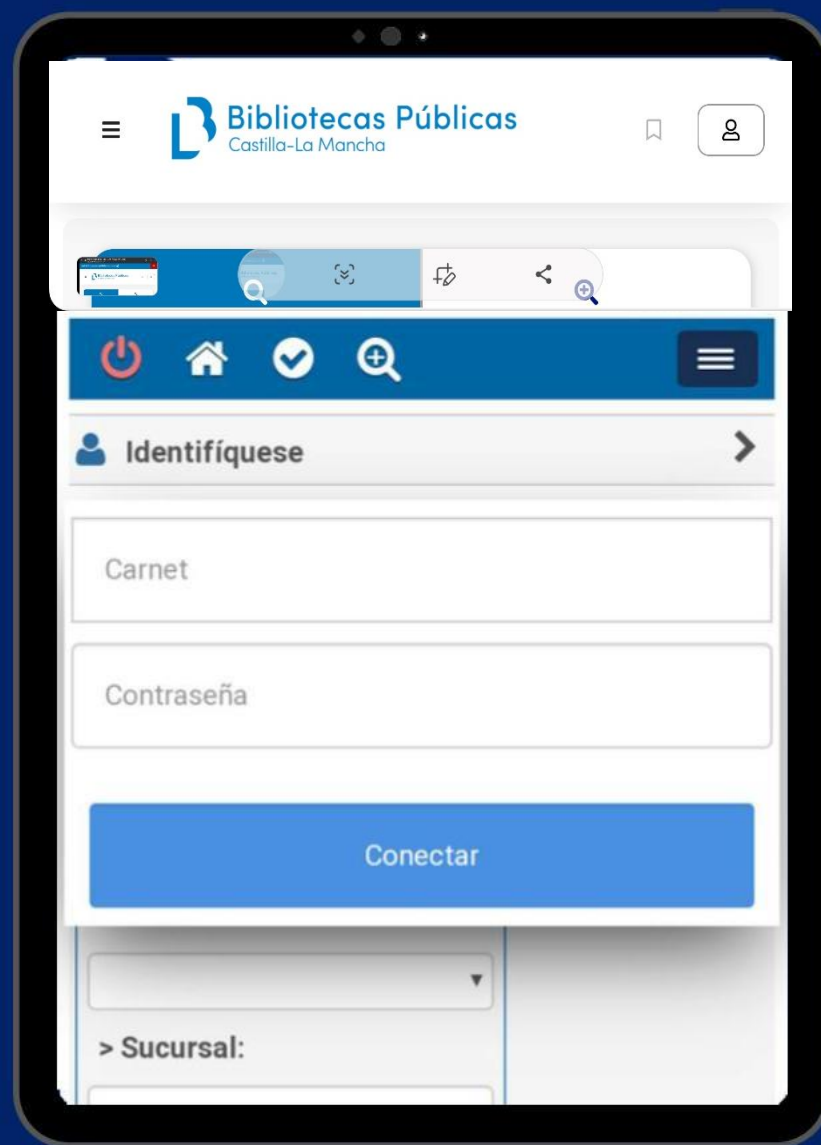 Bibliotecas Públicas
Castilla-La Mancha
Identifíquese
Carnet
Contraseña
Conectar
> Sucursal: